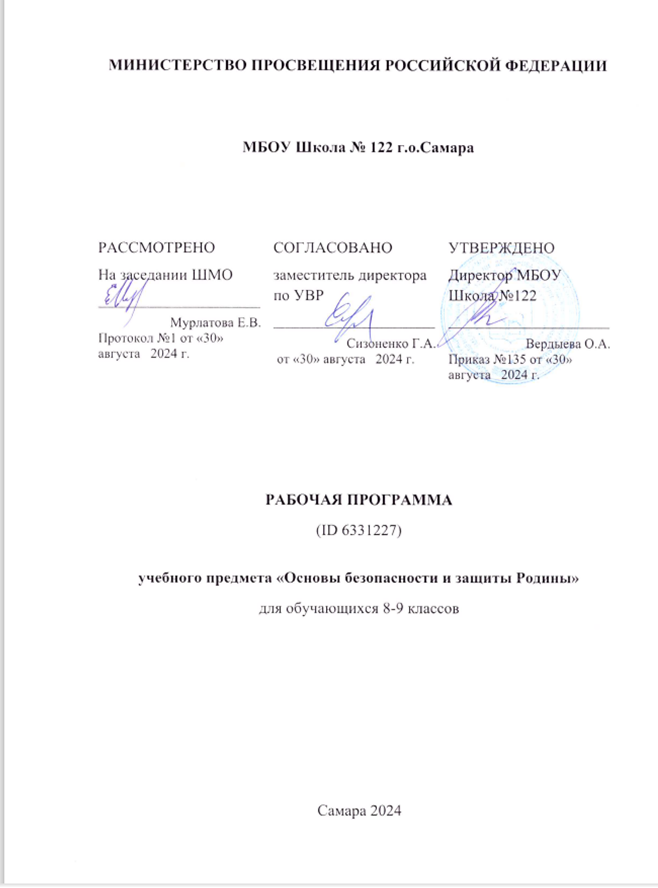 МИНИСТЕРСТВО ПРОСВЕЩЕНИЯ РОССИЙСКОЙ ФЕДЕРАЦИИ
МБОУ Школа № 122 г.о.Самара
РАССМОТРЕНО
На заседании ШМО
Мурлатова Е.В.
Протокол №1 от «30»
августа 2024 г.
СОГЛАСОВАНО
заместитель директора
по УВР
Сизоненко Г.А.
от «30» августа 2024 г.
УТВЕРЖДЕНО
Директор МБОУ
Школа №122
Вердыева О.А.
Приказ №135 от «30»
августа 2024 г.
РАБОЧАЯ ПРОГРАММА
(ID 6331227)
учебного предмета «Основы безопасности и защиты Родины»
для обучающихся 8-9 классов
Самара 2024